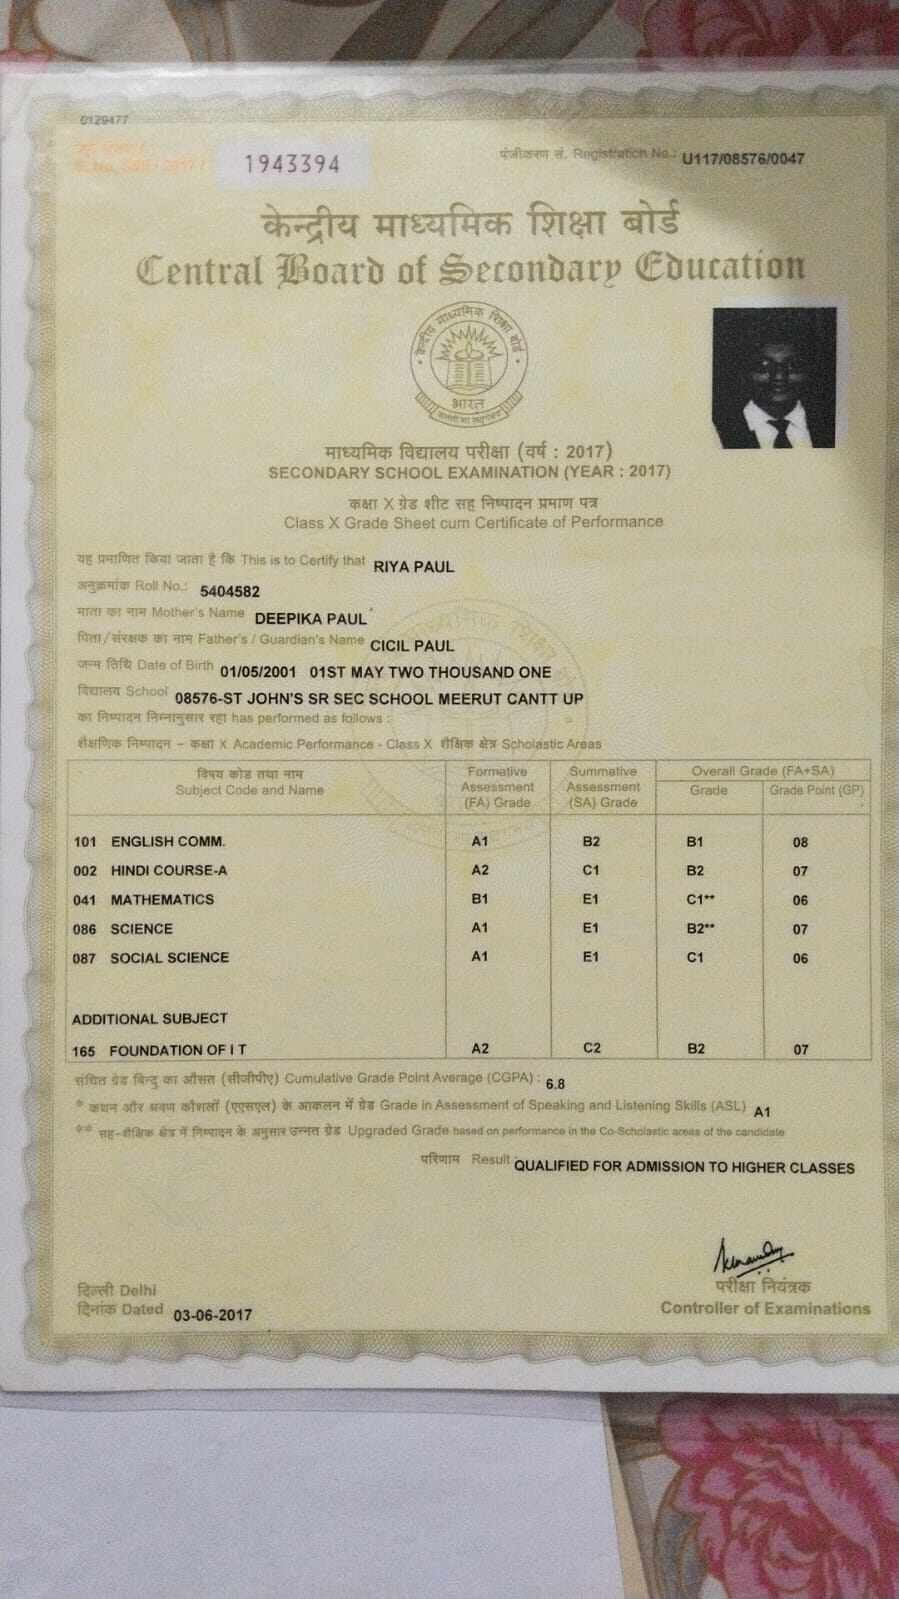 0129477
1943394
पंजीकरण सं. Registration No.: U117/08576/0047
केन्द्रीय माध्यमिक शिक्षा बोर्ड
Central Board of Secondary Education
केन्द्रीय माध्यमिक शिक्षा बोर्ड
भारत
माध्यमिक विद्यालय परीक्षा (वर्ष : 2017)
SECONDARY SCHOOL EXAMINATION (YEAR : 2017)
कक्षा X ग्रेड शीट सह निष्पादन प्रमाण पत्र
Class X Grade Sheet cum Certificate of Performance
यह प्रमाणित किया जाता है कि This is to Certify that RIYA PAUL
अनुक्रमांक Roll No.: 5404582
माता का नाम Mother's Name DEEPIKA PAUL
पिता/संरक्षक का नाम Father's / Guardian's Name CICIL PAUL
जन्म तिथि Date of Birth 01/05/2001 01ST MAY TWO THOUSAND ONE
विद्यालय School 08576-ST JOHN'S SR SEC SCHOOL MEERUT CANTT UP
का निष्पादन निम्नानुसार रहा has performed as follows :
शैक्षणिक निष्पादन – कक्षा X Academic Performance - Class X शैक्षिक क्षेत्र Scholastic Areas
विषय कोड तथा नाम Formative Summative Overall Grade (FA+SA)
Subject Code and Name Assessment Assessment Grade Grade Point (GP)
(FA) Grade (SA) Grade
101 ENGLISH COMM. A1 B2 B1 08
002 HINDI COURSE-A A2 C1 B2 07
041 MATHEMATICS B1 E1 C1** 06
086 SCIENCE A1 E1 B2** 07
087 SOCIAL SCIENCE A1 E1 C1 06
ADDITIONAL SUBJECT
165 FOUNDATION OF I T A2 C2 B2 07
संचित ग्रेड बिन्दु का औसत (सीजीपीए) Cumulative Grade Point Average (CGPA) : 6.8
* कथन और श्रवण कौशलों (एएसएल) के आकलन में ग्रेड Grade in Assessment of Speaking and Listening Skills (ASL) A1
** सह-शैक्षिक क्षेत्र में निष्पादन के अनुसार उन्नत ग्रेड Upgraded Grade based on performance in the Co-Scholastic areas of the candidate
परिणाम Result : QUALIFIED FOR ADMISSION TO HIGHER CLASSES
दिल्ली Delhi
दिनांक Dated 03-06-2017
परीक्षा नियंत्रक
Controller of Examinations